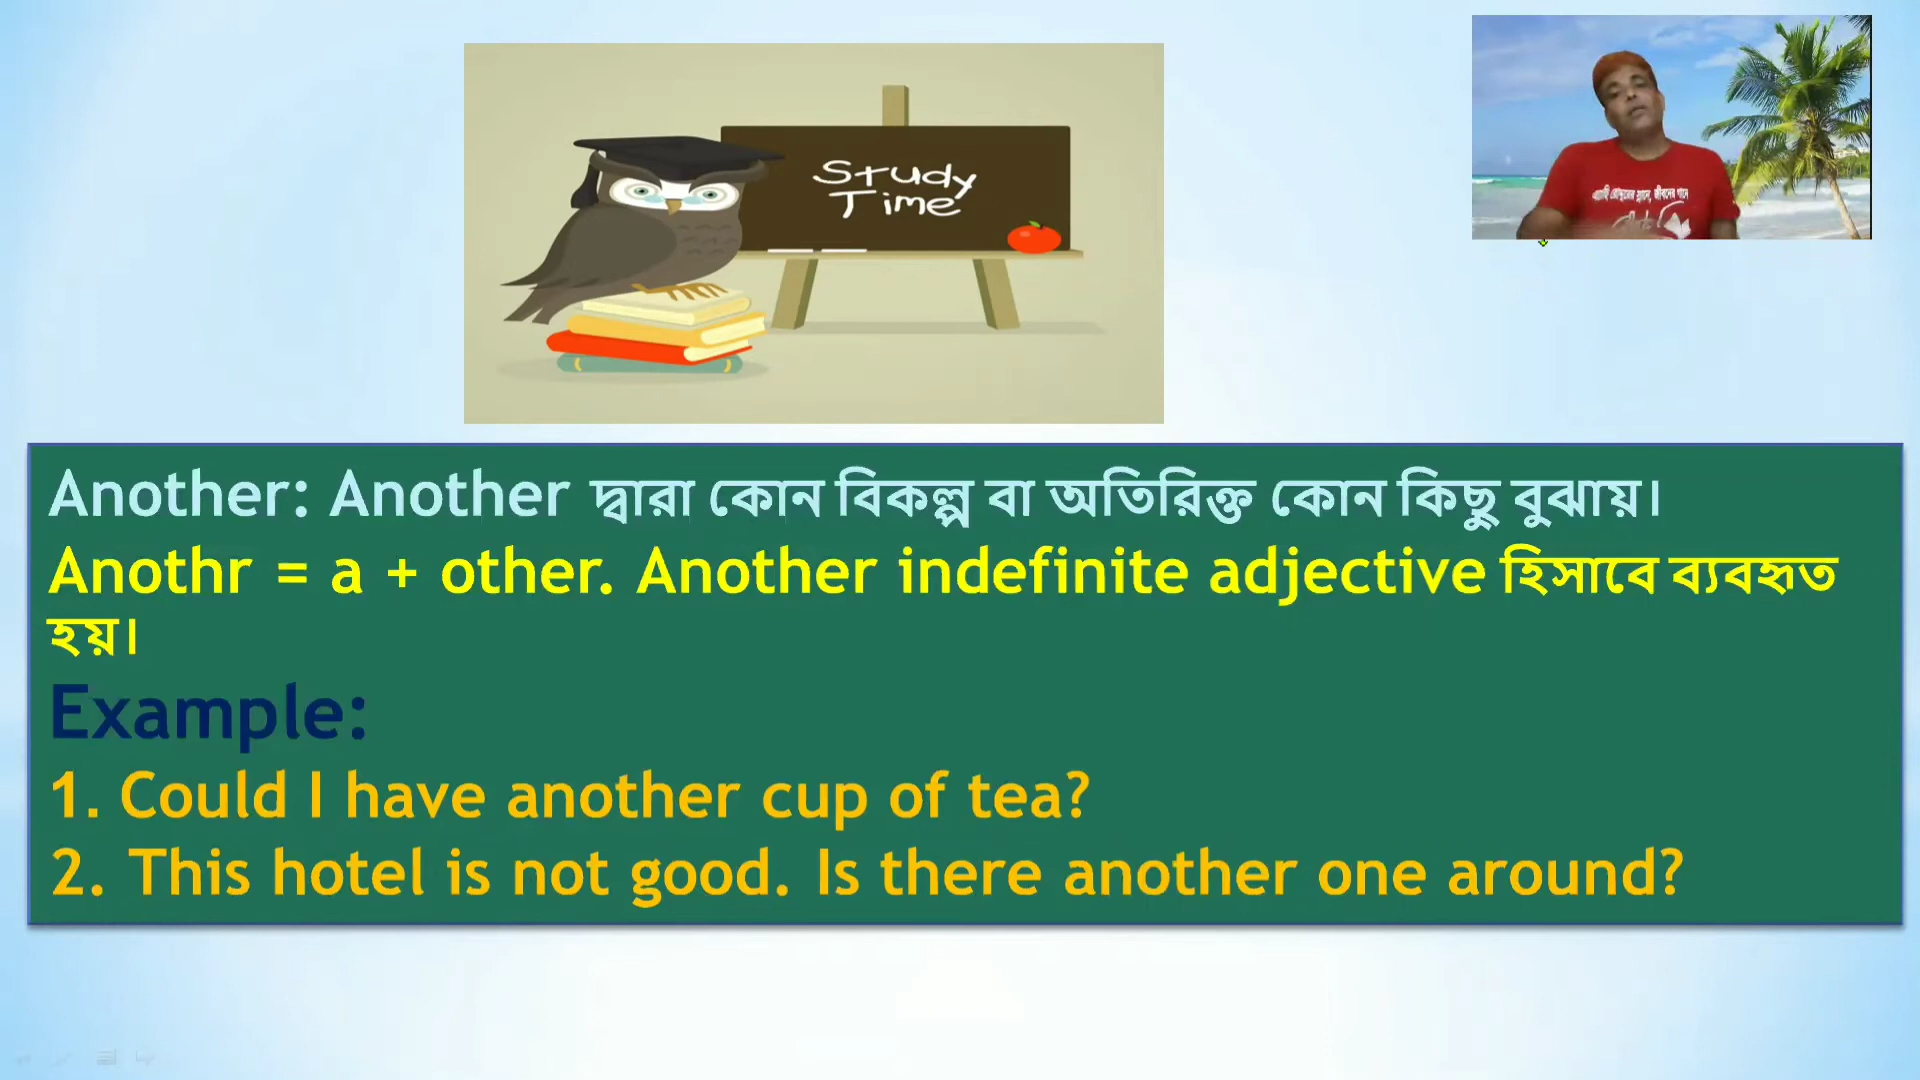 Study
Time
Another: Another দ্বারা কোন বিকল্প বা অতিরিক্ত কোন কিছু বুঝায়।
Anothr = a + other. Another indefinite adjective হিসাবে ব্যবহৃত
হয়।
Example:
1. Could I have another cup of tea?
2. This hotel is not good. Is there another one around?